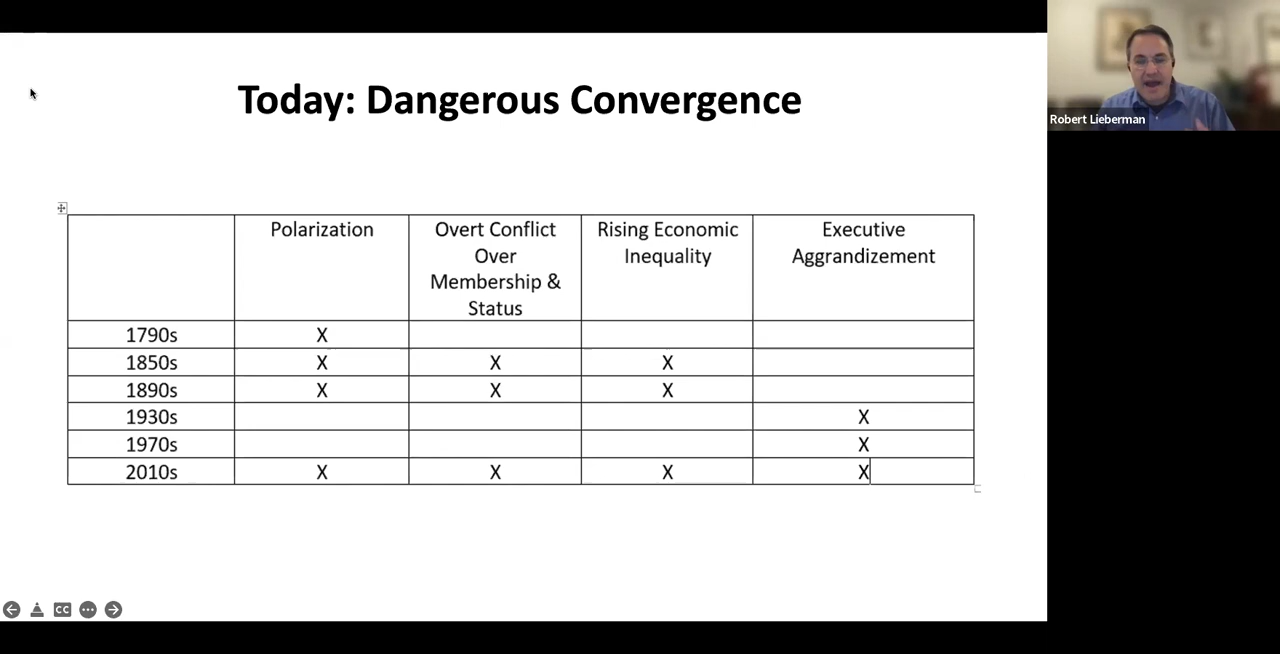 Today: Dangerous Convergence
Robert Lieberman
Polarization
Overt Conflict
Over
Membership &
Status
Rising Economic
Inequality
Executive
Aggrandizement
1790s X
1850s X X X
1890s X X X
1930s X
1970s X
2010s X X X X
CC